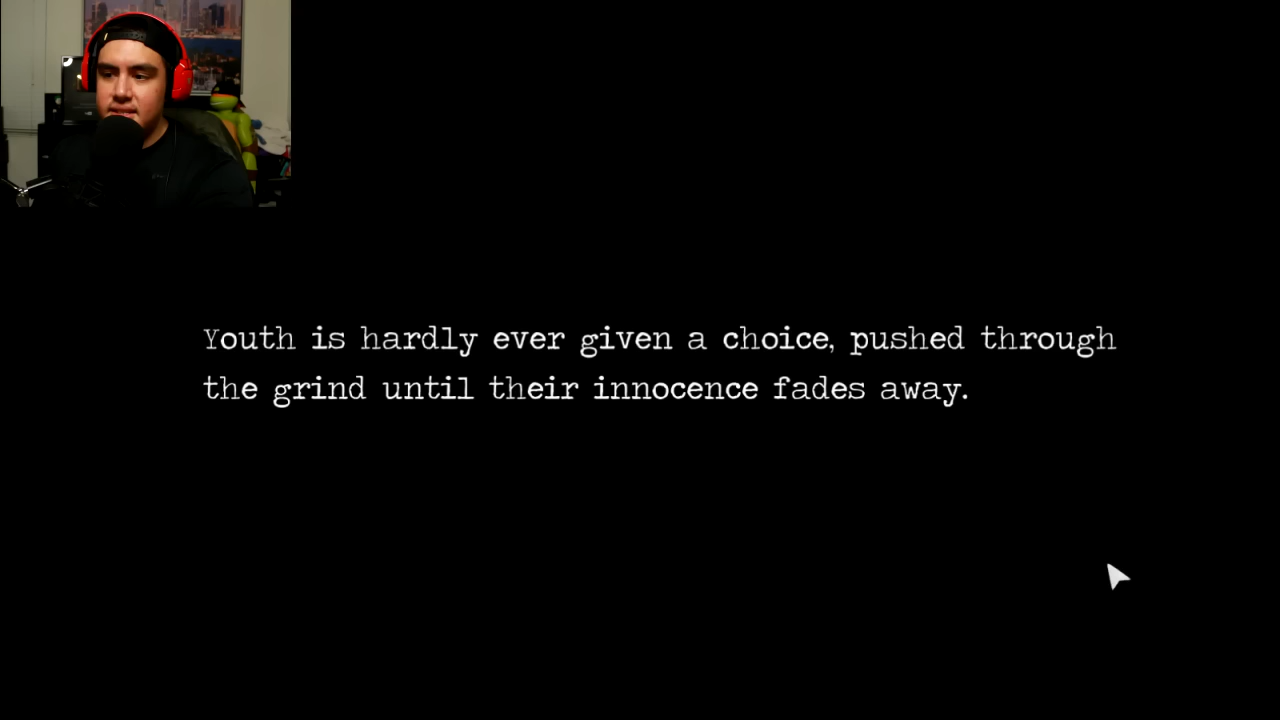 Youth is hardly ever given a choice, pushed through
the grind until their innocence fades away.